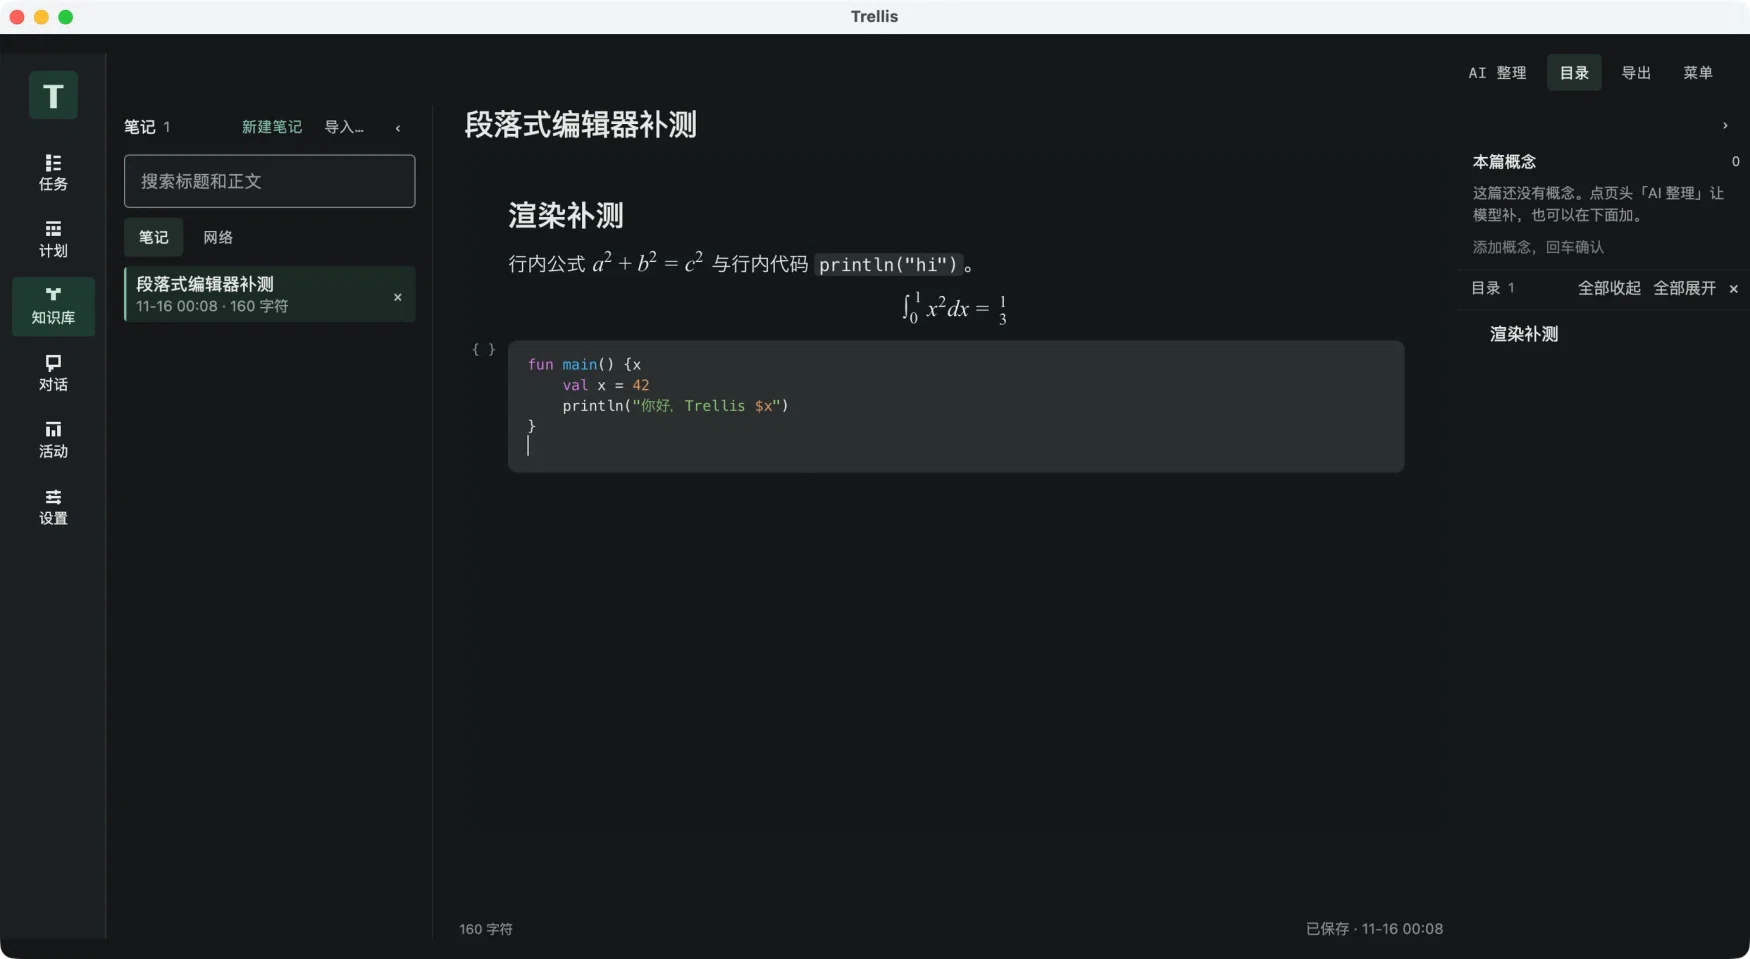 Trellis
T
任务
计划
知识库
对话
活动
设置
笔记 1 新建笔记 导入... ‹
搜索标题和正文
笔记 网络
段落式编辑器补测
11-16 00:08 · 160 字符 ×
AI 整理 目录 导出 菜单
段落式编辑器补测
渲染补测
行内公式 a² + b² = c² 与行内代码 println("hi")。
∫₀¹ x²dx = 1/3
{ }
fun main() {x
    val x = 42
    println("你好, Trellis $x")
}
160 字符
已保存 · 11-16 00:08
›
本篇概念 0
这篇还没有概念。点页头「AI 整理」让
模型补，也可以在下面加。
添加概念，回车确认
目录 1 全部收起 全部展开 ×
渲染补测